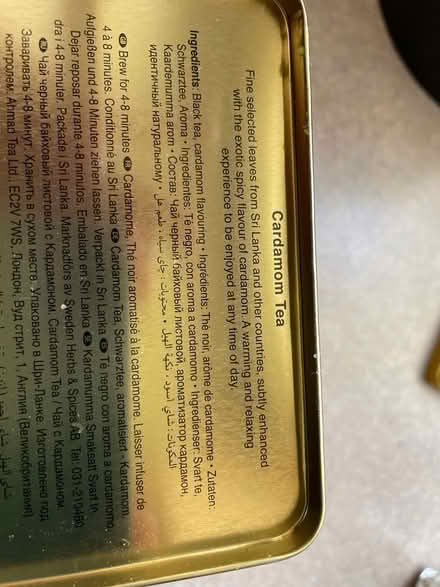 Cardamom Tea
Fine selected leaves from Sri Lanka and other countries, subtly enhanced
with the exotic spicy flavour of cardamom. A warming and relaxing
experience to be enjoyed at any time of day.
Ingredients: Black tea, cardamom flavouring • Ingrédients: Thé noir, arôme de cardamome • Zutaten:
Schwarztee, Aroma • Ingredientes: Té negro, con aroma a cardamomo • Ingredienser: Svart te,
Kaardemumma arom • Состав: Чай черный байховый листовой, ароматизатор кардамон,
идентичный натуральному •
Brew for 4-8 minutes Cardamome, Thé noir aromatisé à la cardamome. Laisser infuser de
4 à 8 minutes. Conditionné au Sri Lanka Cardamom Tea, Schwarztee, aromatisiert - Kardamom.
Aufgießen und 4-8 Minuten ziehen lassen. Verpackt in Sri Lanka Té negro con aroma a cardamomo.
Dejar reposar durante 4-8 minutos. Embalado en Sri Lanka Kardamumma. Smaksatt Svart te
dra i 4-8 minuter. Packade i Sri Lanka. Marknadförs av Sweden Herbs & Spices AB. Tel:
Чай черный байховый листовой с Кардамоном. Cardamom Tea / Чай с Кардамоном.
Заваривать 4-8 минут. Хранить в сухом месте. Упаковано в Шри-Ланке. Изготовлено под
контролем: Ahmad Tea Ltd., EC2V 7WS, Лондон, Вуд стрит, 1, Англия (Великобритания)